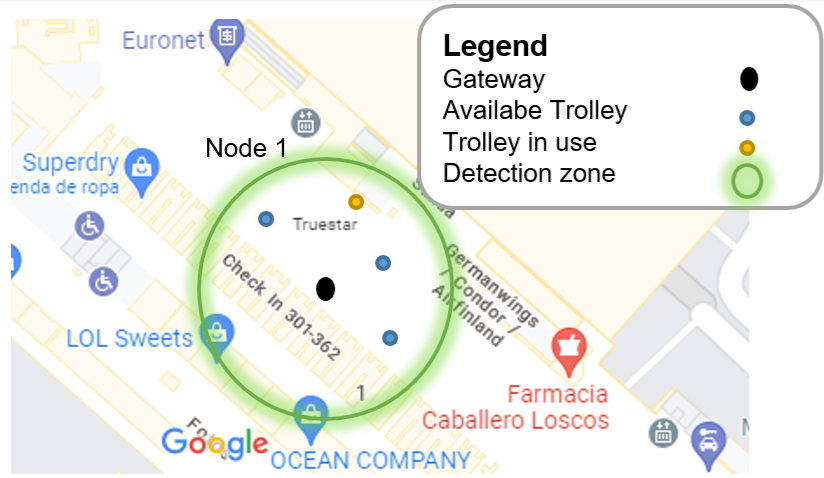 Euronet
Node 1
Superdry
enda de ropa
Truestar
Check In 301-362
Germanwings
/ Condor /
Airfinland
LOL Sweets
1
Farmacia
Caballero Loscos
Google
OCEAN COMPANY
Legend
Gateway
Availabe Trolley
Trolley in use
Detection zone